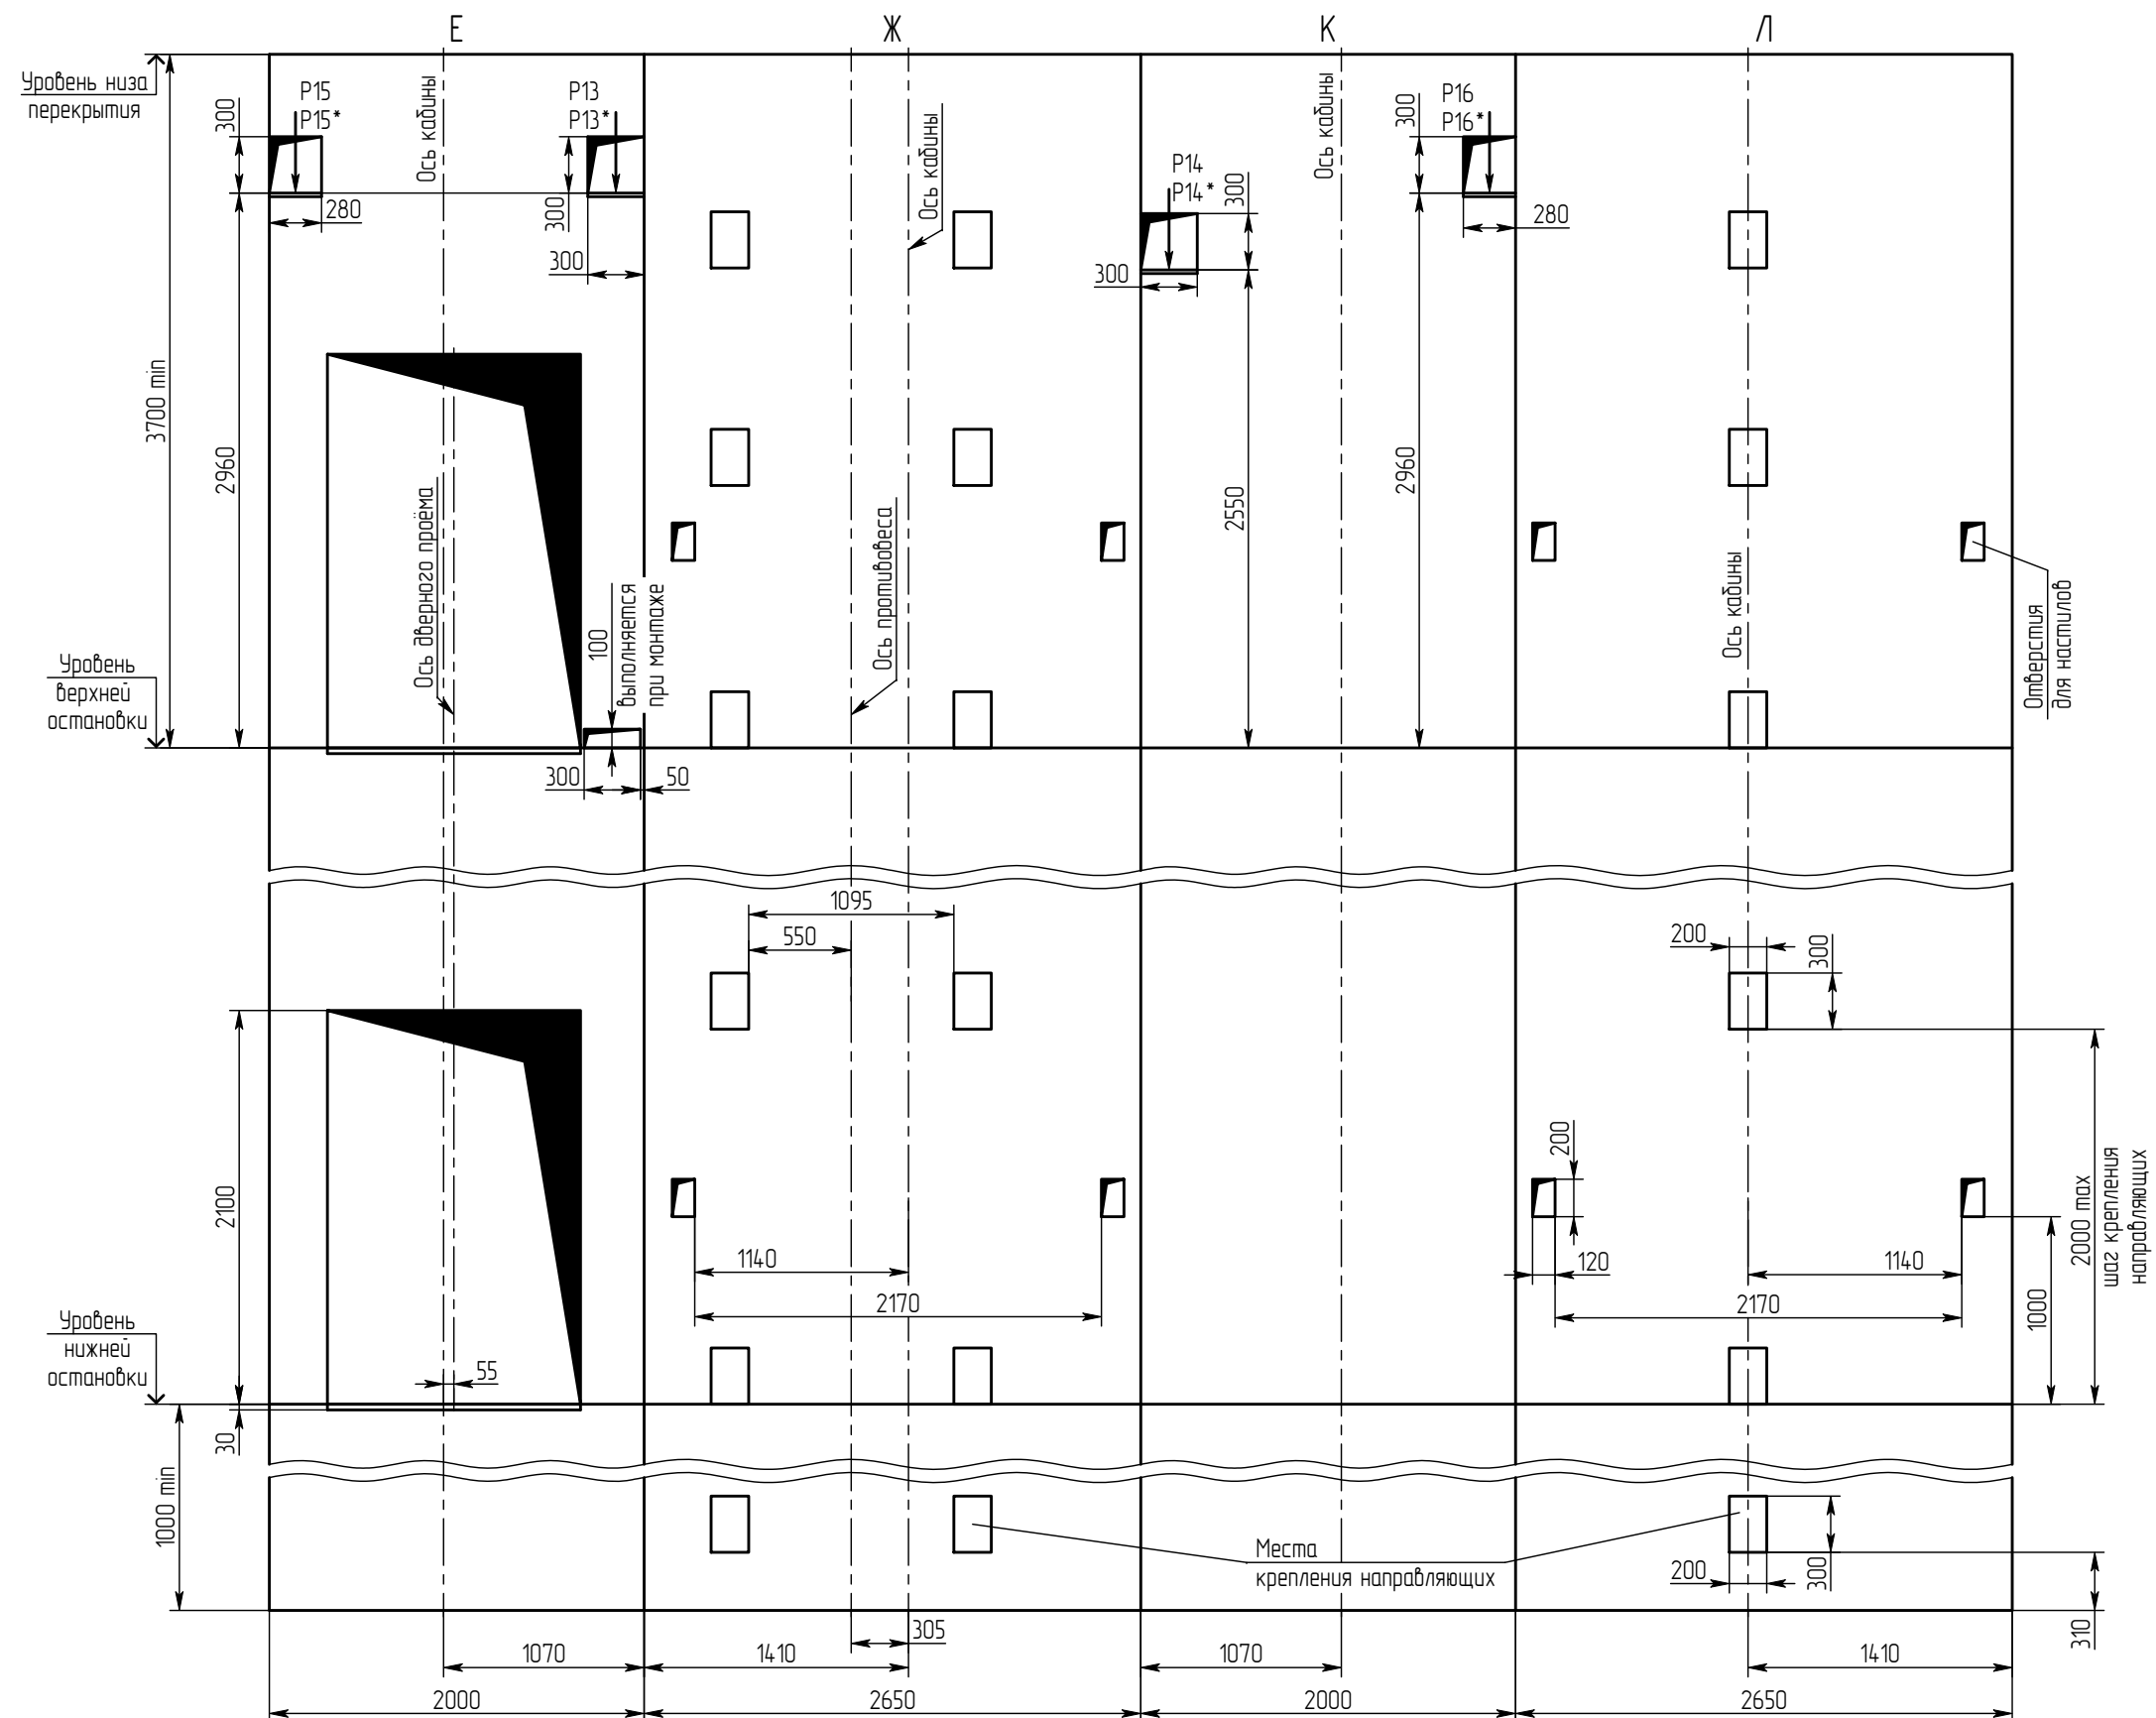 Е
Ж
К
Л
Уровень низа
перекрытия
300
Р15
Р15*
Ось кабины
Р13
Р13*
300
280
300
Ось кабины
Р14
Р14*
300
300
Ось кабины
300
Р16
Р16*
280
3700 min
2960
Ось дверного проёма
100
выполняется
при монтаже
Ось противовеса
2550
2960
Ось кабины
Отверстия
для настилов
Уровень
верхней
остановки
300
50
1095
550
200
300
2100
200
1140
2170
120
1140
2170
1000
2000 max
шаг крепления
направляющих
Уровень
нижней
остановки
55
30
1000 min
Места
крепления направляющих
200
300
310
305
1070
1410
1070
1410
2000
2650
2000
2650
300